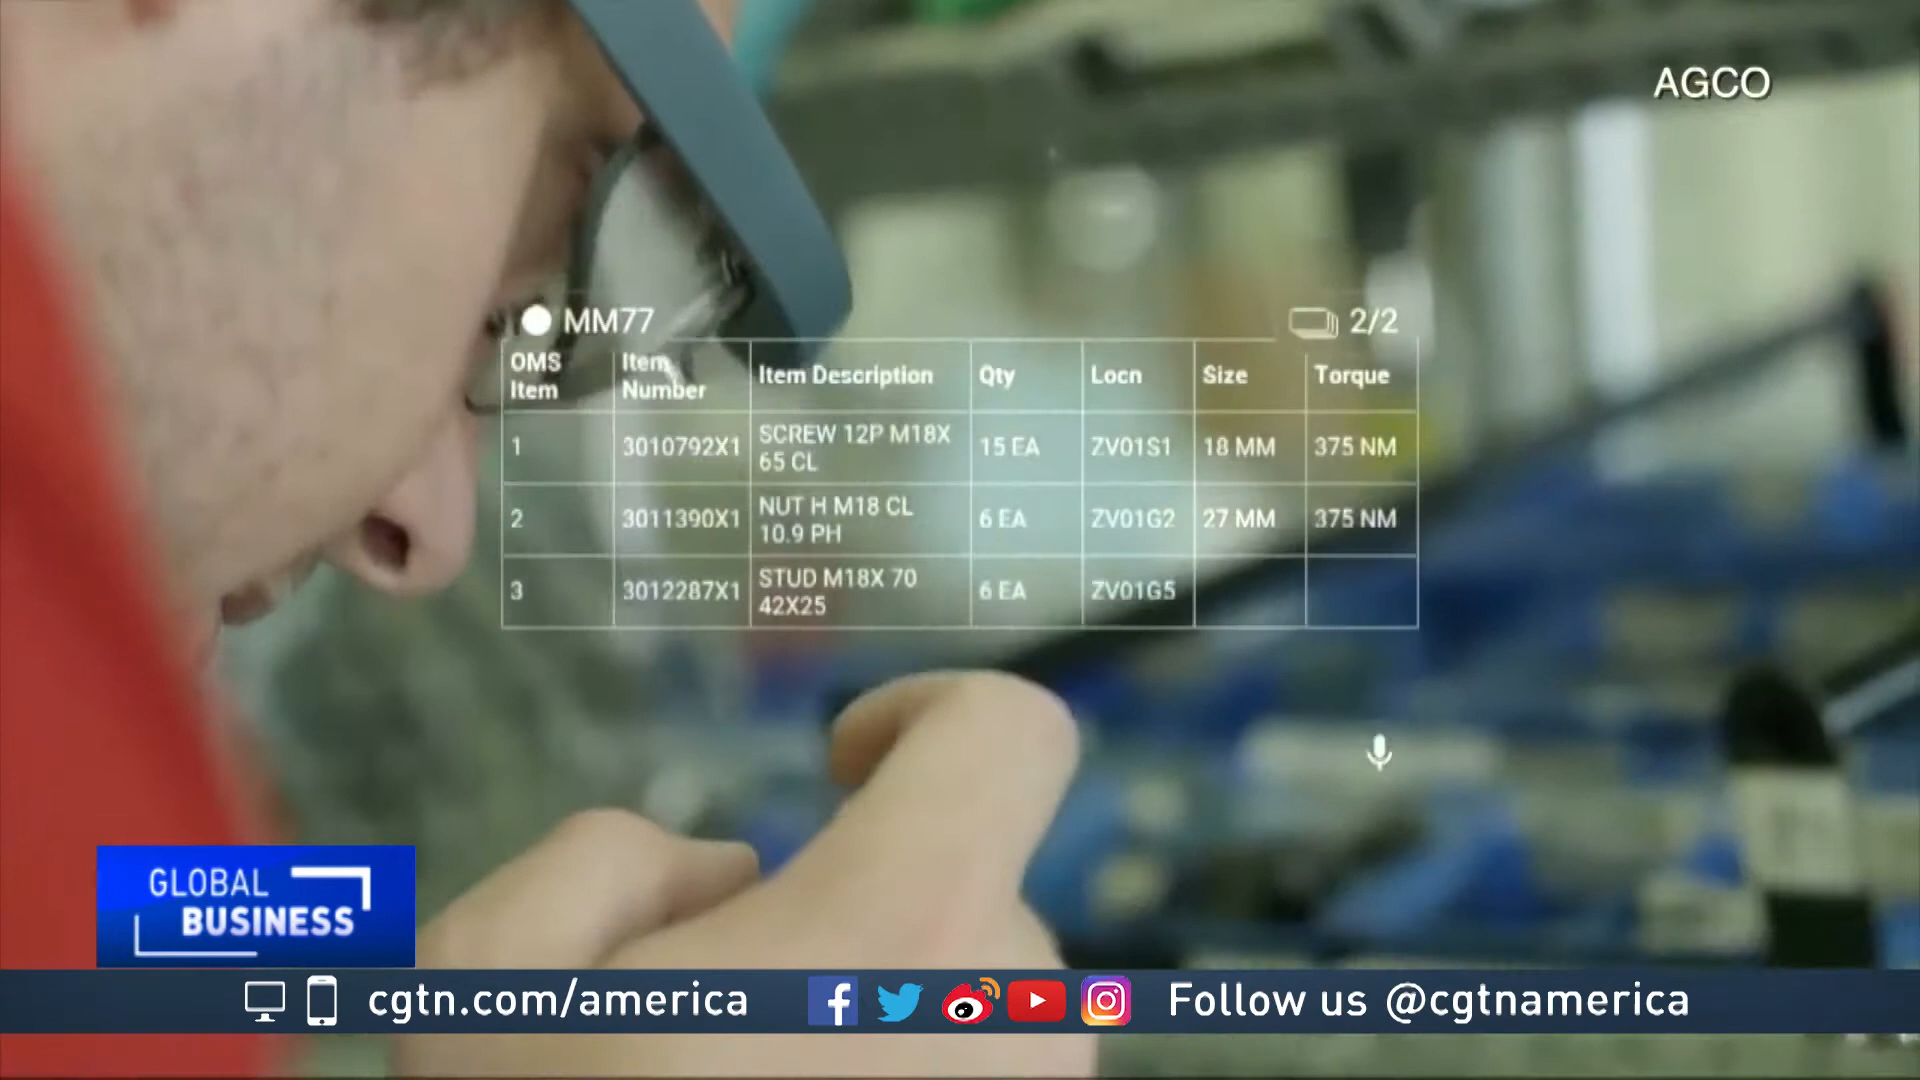 AGCO
MM77
2/2
OMS Item Item Number Item Description Qty Locn Size Torque
1 3010792X1 SCREW 12P M18X 65 CL 15 EA ZV01S1 18 MM 375 NM
2 3011390X1 NUT H M18 CL 10.9 PH 6 EA ZV01G2 27 MM 375 NM
3 3012287X1 STUD M18X 70 42X25 6 EA ZV01G5
GLOBAL
BUSINESS
cgtn.com/america Follow us @cgtnamerica